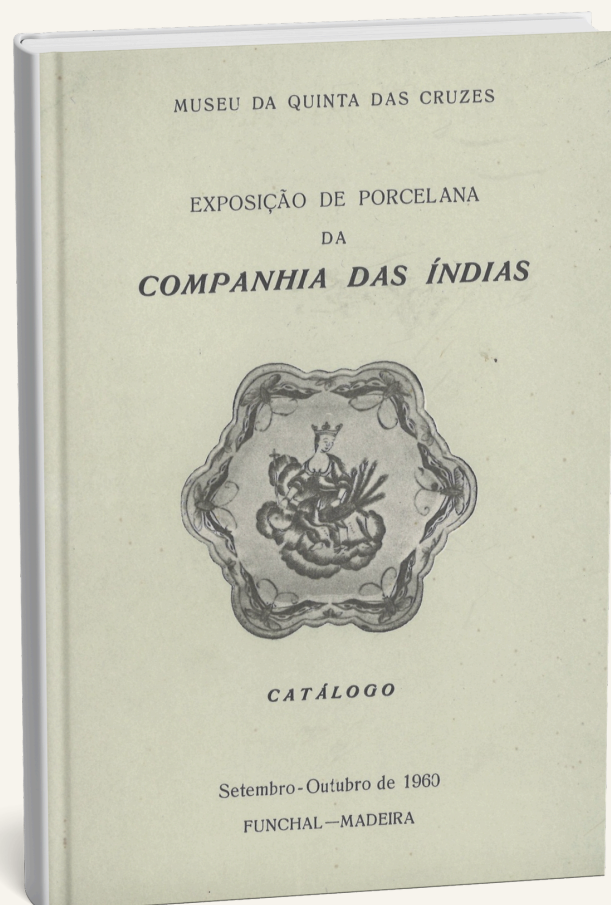 MUSEU DA QUINTA DAS CRUZES
EXPOSIÇÃO DE PORCELANA
DA
COMPANHIA DAS ÍNDIAS
CATÁLOGO
Setembro-Outubro de 1960
FUNCHAL—MADEIRA